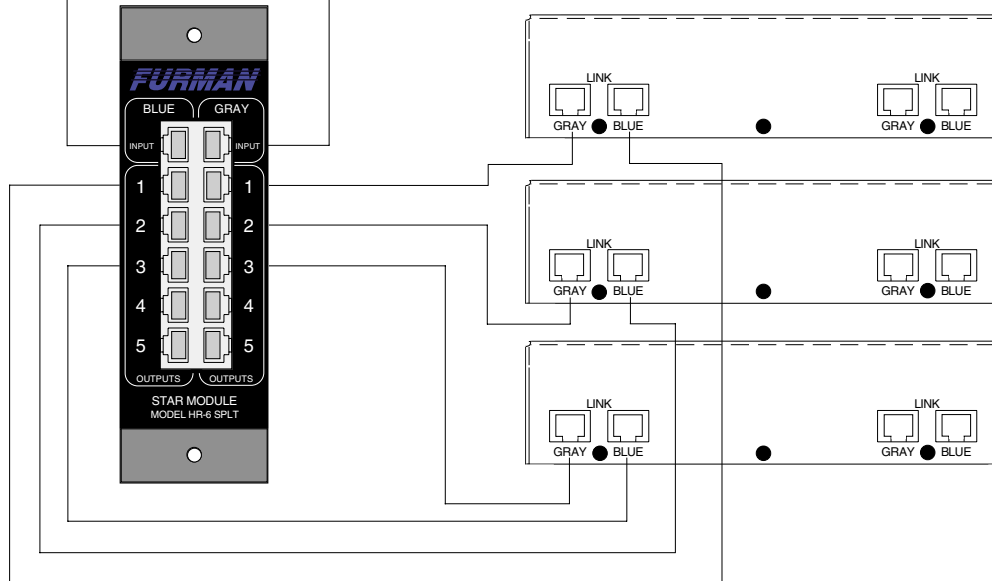 FURMAN
BLUE GRAY
INPUT INPUT
1 1
2 2
3 3
4 4
5 5
OUTPUTS OUTPUTS
STAR MODULE
MODEL HR-6 SPLT
LINK LINK
GRAY BLUE GRAY BLUE
LINK LINK
GRAY BLUE GRAY BLUE
LINK LINK
GRAY BLUE GRAY BLUE